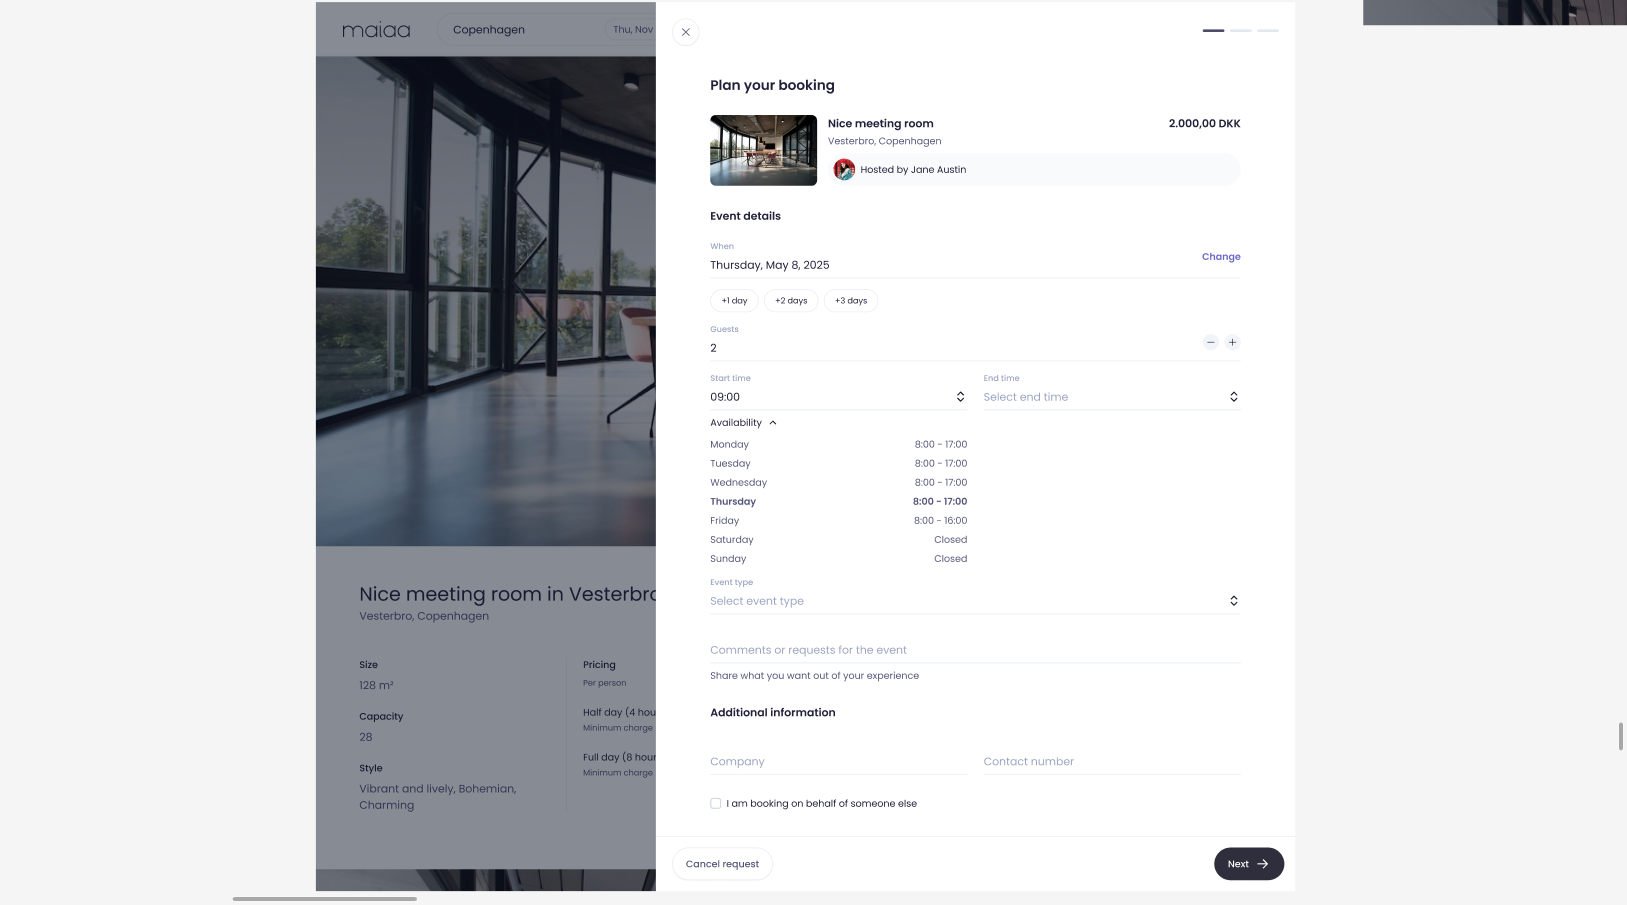 maiaa
Copenhagen
Thu, Nov
Plan your booking
Nice meeting room
2.000,00 DKK
Vesterbro, Copenhagen
Hosted by Jane Austin
Event details
When
Thursday, May 8, 2025
Change
+1 day
+2 days
+3 days
Guests
2
Start time
End time
09:00
Select end time
Availability
Monday 8:00 - 17:00
Tuesday 8:00 - 17:00
Wednesday 8:00 - 17:00
Thursday 8:00 - 17:00
Friday 8:00 - 16:00
Saturday Closed
Sunday Closed
Event type
Select event type
Comments or requests for the event
Share what you want out of your experience
Additional information
Company
Contact number
I am booking on behalf of someone else
Cancel request
Next
Nice meeting room in Vesterbro
Vesterbro, Copenhagen
Size
128 m²
Capacity
28
Style
Vibrant and lively, Bohemian,
Charming
Pricing
Per person
Half day (4 hou
Minimum charge
Full day (8 hour
Minimum charge